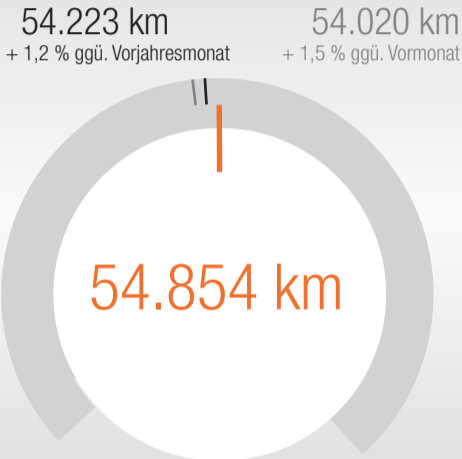 54.223 km
+ 1,2 % ggü. Vorjahresmonat
54.020 km
+ 1,5 % ggü. Vormonat
54.854 km